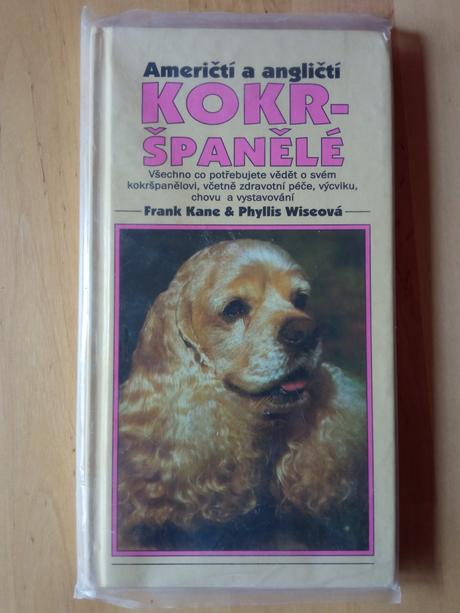 Američtí a angličtí
KOKR-
ŠPANĚLÉ
Všechno co potřebujete vědět o svém
kokršpanělovi, včetně zdravotní péče, výcviku,
chovu a vystavování
Frank Kane & Phyllis Wiseová